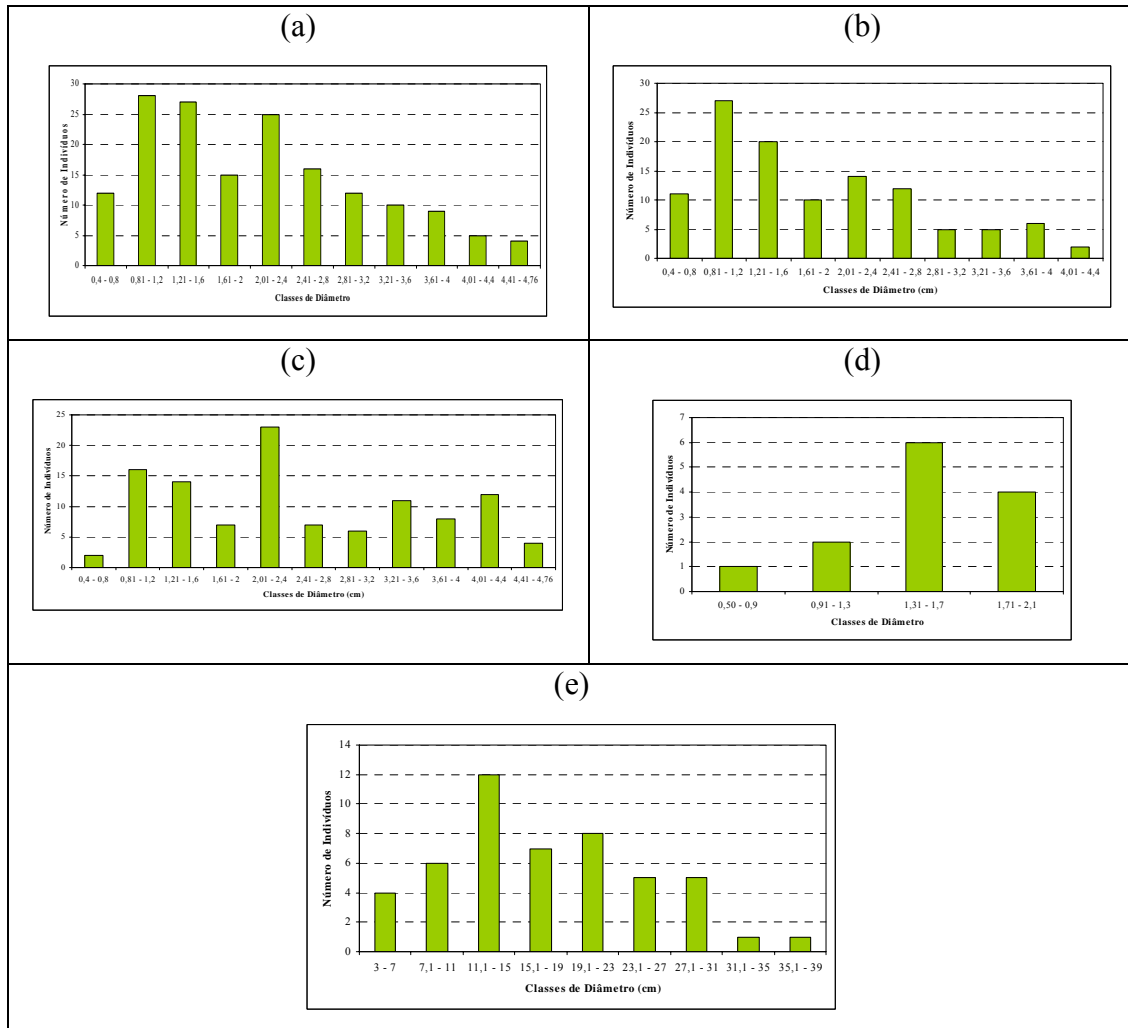 (a)
(b)
30
25
20
15
10
5
0
Número de Indivíduos
0,4 - 0,8 0,81 - 1,2 1,21 - 1,6 1,61 - 2 2,01 - 2,4 2,41 - 2,8 2,81 - 3,2 3,21 - 3,6 3,61 - 4 4,01 - 4,4 4,41 - 4,76
Classes de Diâmetro
30
25
20
15
10
5
0
Número de Indivíduos
0,4 - 0,8 0,81 - 1,2 1,21 - 1,6 1,61 - 2 2,01 - 2,4 2,41 - 2,8 2,81 - 3,2 3,21 - 3,6 3,61 - 4 4,01 - 4,4
Classes de Diâmetro (cm)
(c)
(d)
25
20
15
10
5
0
Número de Indivíduos
0,4 - 0,8 0,81 - 1,2 1,21 - 1,6 1,61 - 2 2,01 - 2,4 2,41 - 2,8 2,81 - 3,2 3,21 - 3,6 3,61 - 4 4,01 - 4,4 4,41 - 4,76
Classes de Diâmetro (cm)
7
6
5
4
3
2
1
0
Número de Indivíduos
0,50 - 0,9 0,91 - 1,3 1,31 - 1,7 1,71 - 2,1
Classes de Diâmetro
(e)
14
12
10
8
6
4
2
0
Número de Indivíduos
3 - 7 7,1 - 11 11,1 - 15 15,1 - 19 19,1 - 23 23,1 - 27 27,1 - 31 31,1 - 35 35,1 - 39
Classes de Diâmetro (cm)